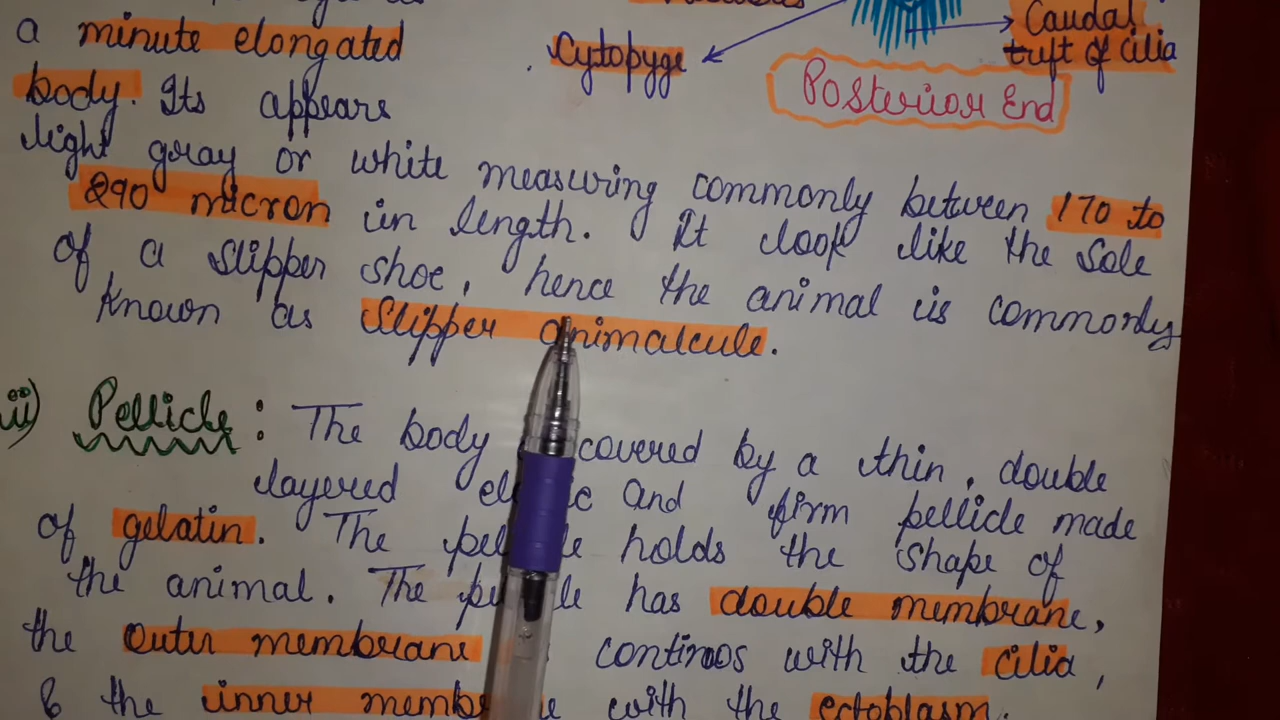 a minute elongated
body. Its appears
light gray or white measuring commonly between 170 to
290 micron in length. It look like the Sole
of a slipper shoe, hence the animal is commonly
known as Slipper animalcule.
Cytopyge
Caudal
tuft of Cilia
Posterior End
ii) Pellicle: The body covered by a thin, double
layered and firm pellicle made
of gelatin. The holds the shape of
the animal. The has double membrane,
the outer membrane continoos with the cilia,
& the inner with the ectoplasm.